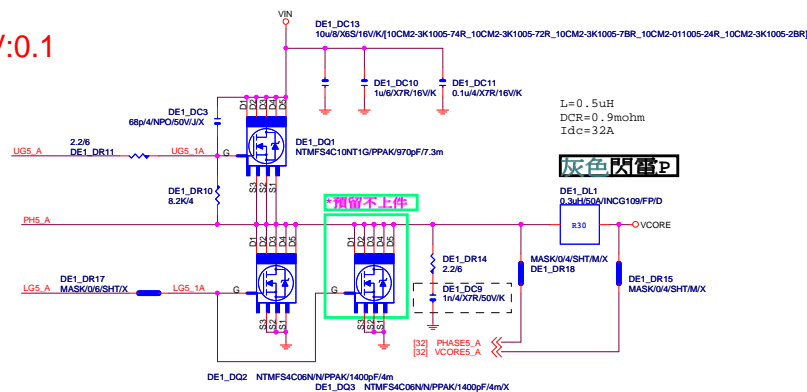 V:0.1
VIN
DE1_DC13
10u/8/X6S/16V/K/[10CM2-3K1005-74R_10CM2-3K1005-72R_10CM2-3K1005-7BR_10CM2-011005-24R_10CM2-3K1005-2BR]
DE1_DC10
1u/6/X7R/16V/K
DE1_DC11
0.1u/4/X7R/16V/K
L=0.5uH
DCR=0.9mohm
Idc=32A
灰色閃電P
DE1_DL1
0.3uH/50A/INCG109/FP/D
R30
VCORE
DE1_DC3
68p/4/NPO/50V/J/X
D1 D2 D3 D4 D5
DE1_DQ1
NTMFS4C10NT1G/PPAK/970pF/7.3m
UG5_A
2.2/6
DE1_DR11
UG5_1A
G
S3 S2 S1
DE1_DR10
8.2K/4
*預留不上件
PH5_A
D1 D2 D3 D4 D5
D1 D2 D3 D4 D5
DE1_DR17
MASK/0/6/SHT/X
LG5_A
LG5_1A
G
S3 S2 S1
G
S3 S2 S1
DE1_DR14
2.2/6
DE1_DC9
1n/4/X7R/50V/K
MASK/0/4/SHT/M/X
DE1_DR18
DE1_DR15
MASK/0/4/SHT/M/X
[32] PHASE5_A
[32] VCORE5_A
DE1_DQ2 NTMFS4C06N/N/PPAK/1400pF/4m
DE1_DQ3 NTMFS4C06N/N/PPAK/1400pF/4m/X